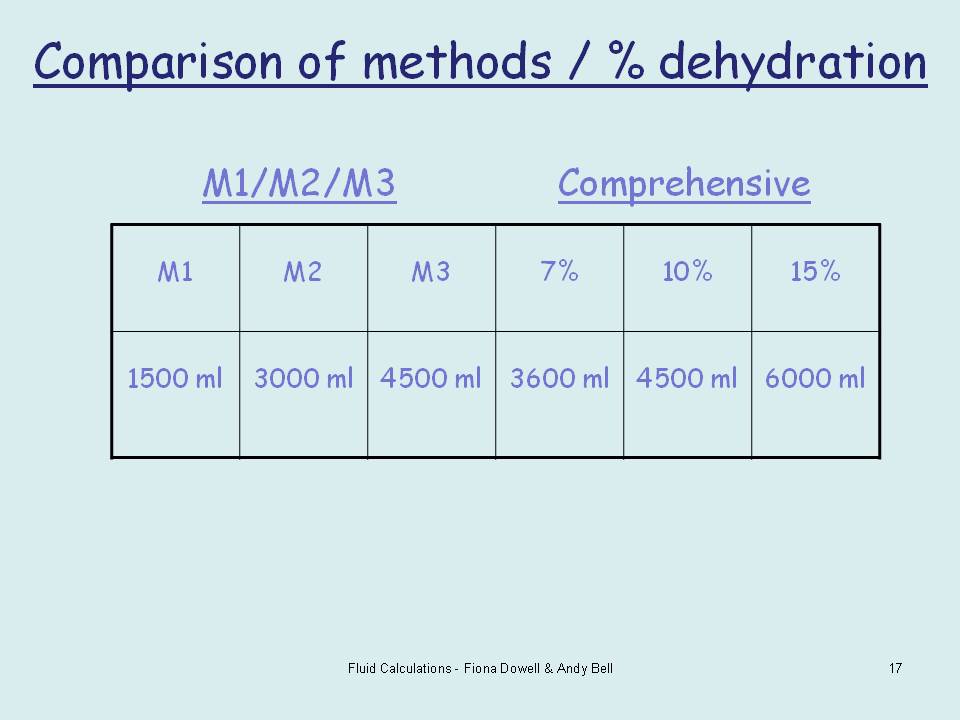 Comparison of methods / % dehydration
M1/M2/M3 Comprehensive
M1 M2 M3 7% 10% 15%
1500 ml 3000 ml 4500 ml 3600 ml 4500 ml 6000 ml
Fluid Calculations - Fiona Dowell & Andy Bell 17